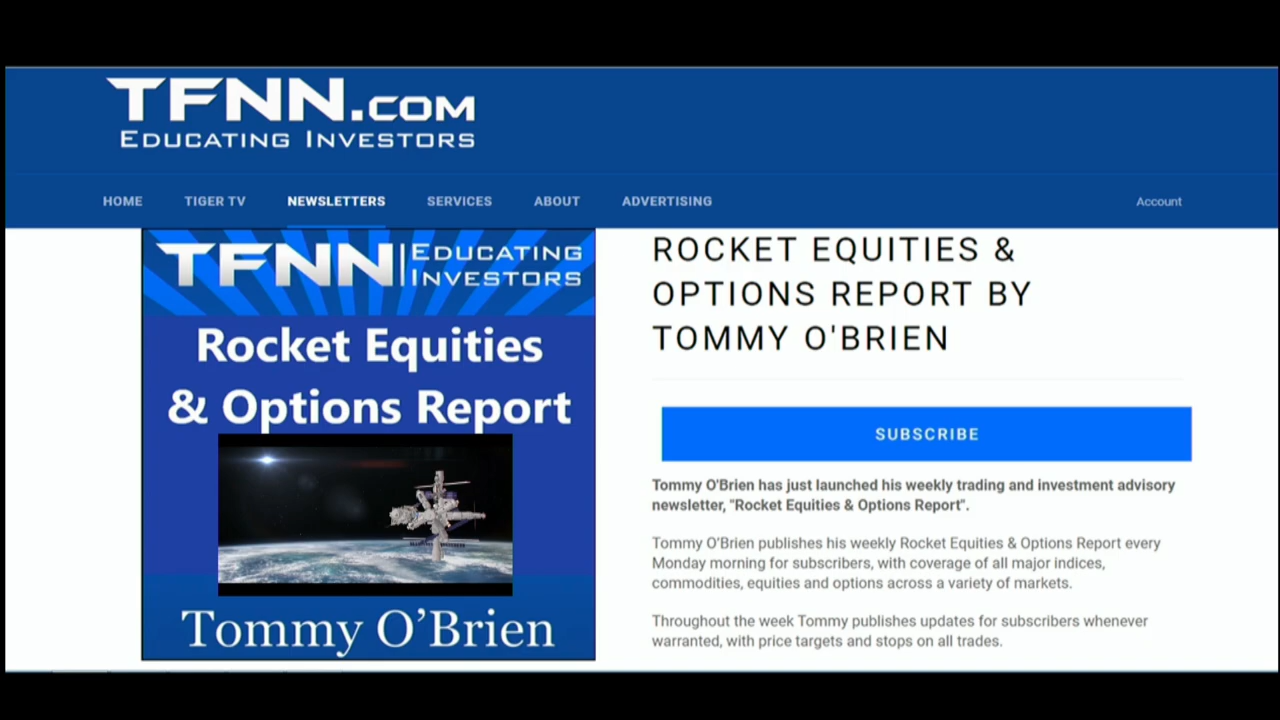 TFNN.COM
EDUCATING INVESTORS
HOME TIGER TV NEWSLETTERS SERVICES ABOUT ADVERTISING Account
TFNN EDUCATING
INVESTORS
Rocket Equities
& Options Report
Tommy O’Brien
ROCKET EQUITIES &
OPTIONS REPORT BY
TOMMY O'BRIEN
SUBSCRIBE
Tommy O'Brien has just launched his weekly trading and investment advisory
newsletter, "Rocket Equities & Options Report".
Tommy O’Brien publishes his weekly Rocket Equities & Options Report every
Monday morning for subscribers, with coverage of all major indices,
commodities, equities and options across a variety of markets.
Throughout the week Tommy publishes updates for subscribers whenever
warranted, with price targets and stops on all trades.